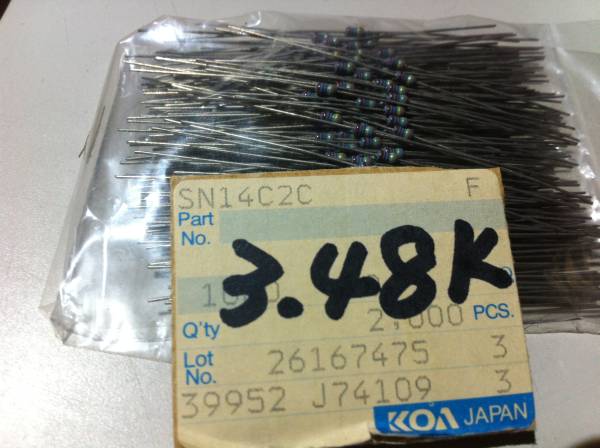 SN14C2C F
Part
No.
3.48K
Q'ty 2,000 PCS.
Lot
No. 26167475 3
39952 J74109 3
KOA JAPAN